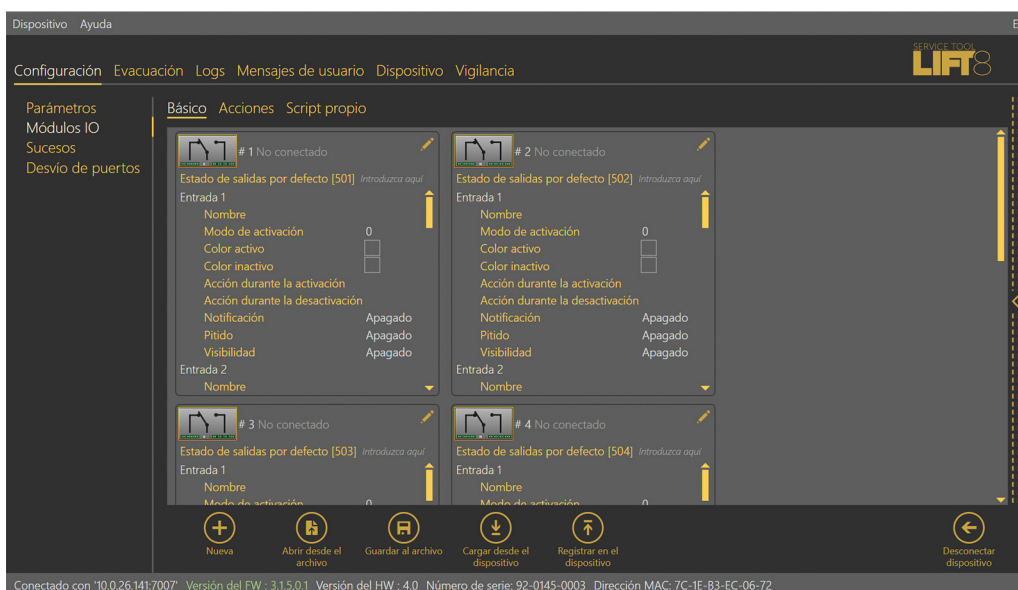 Dispositivo Ayuda
E
SERVICE TOOL
LIFT8
Configuración Evacuación Logs Mensajes de usuario Dispositivo Vigilancia
Parámetros
Módulos IO
Sucesos
Desvío de puertos
Básico Acciones Script propio
# 1 No conectado
Estado de salidas por defecto [501] Introduzca aquí
Entrada 1
Nombre
Modo de activación 0
Color activo
Color inactivo
Acción durante la activación
Acción durante la desactivación
Notificación Apagado
Pitido Apagado
Visibilidad Apagado
Entrada 2
Nombre
# 2 No conectado
Estado de salidas por defecto [502] Introduzca aquí
Entrada 1
Nombre
Modo de activación 0
Color activo
Color inactivo
Acción durante la activación
Acción durante la desactivación
Notificación Apagado
Pitido Apagado
Visibilidad Apagado
Entrada 2
Nombre
# 3 No conectado
Estado de salidas por defecto [503] Introduzca aquí
Entrada 1
Nombre
Modo de activación 0
# 4 No conectado
Estado de salidas por defecto [504] Introduzca aquí
Entrada 1
Nombre
Modo de activación 0
Nueva
Abrir desde el
archivo
Guardar al archivo
Cargar desde el
dispositivo
Registrar en el
dispositivo
Desconectar
dispositivo
Conectado con '10.0.26.141:7007' Versión del FW : 3.1.5.0.1 Versión del HW : 4.0 Número de serie: 92-0145-0003 Dirección MAC: 7C-1E-B3-EC-06-72